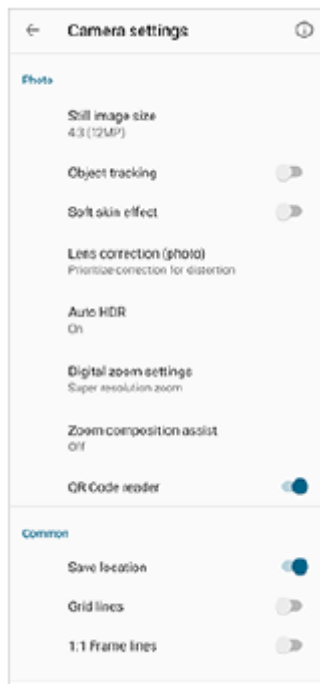 Camera settings
Photo
Still image size
4:3 (12MP)
Object tracking
Soft skin effect
Lens correction (photo)
Prioritize correction for distortion
Auto HDR
On
Digital zoom settings
Super resolution zoom
Zoom composition assist
Off
QR Code reader
Common
Save location
Grid lines
1:1 Frame lines